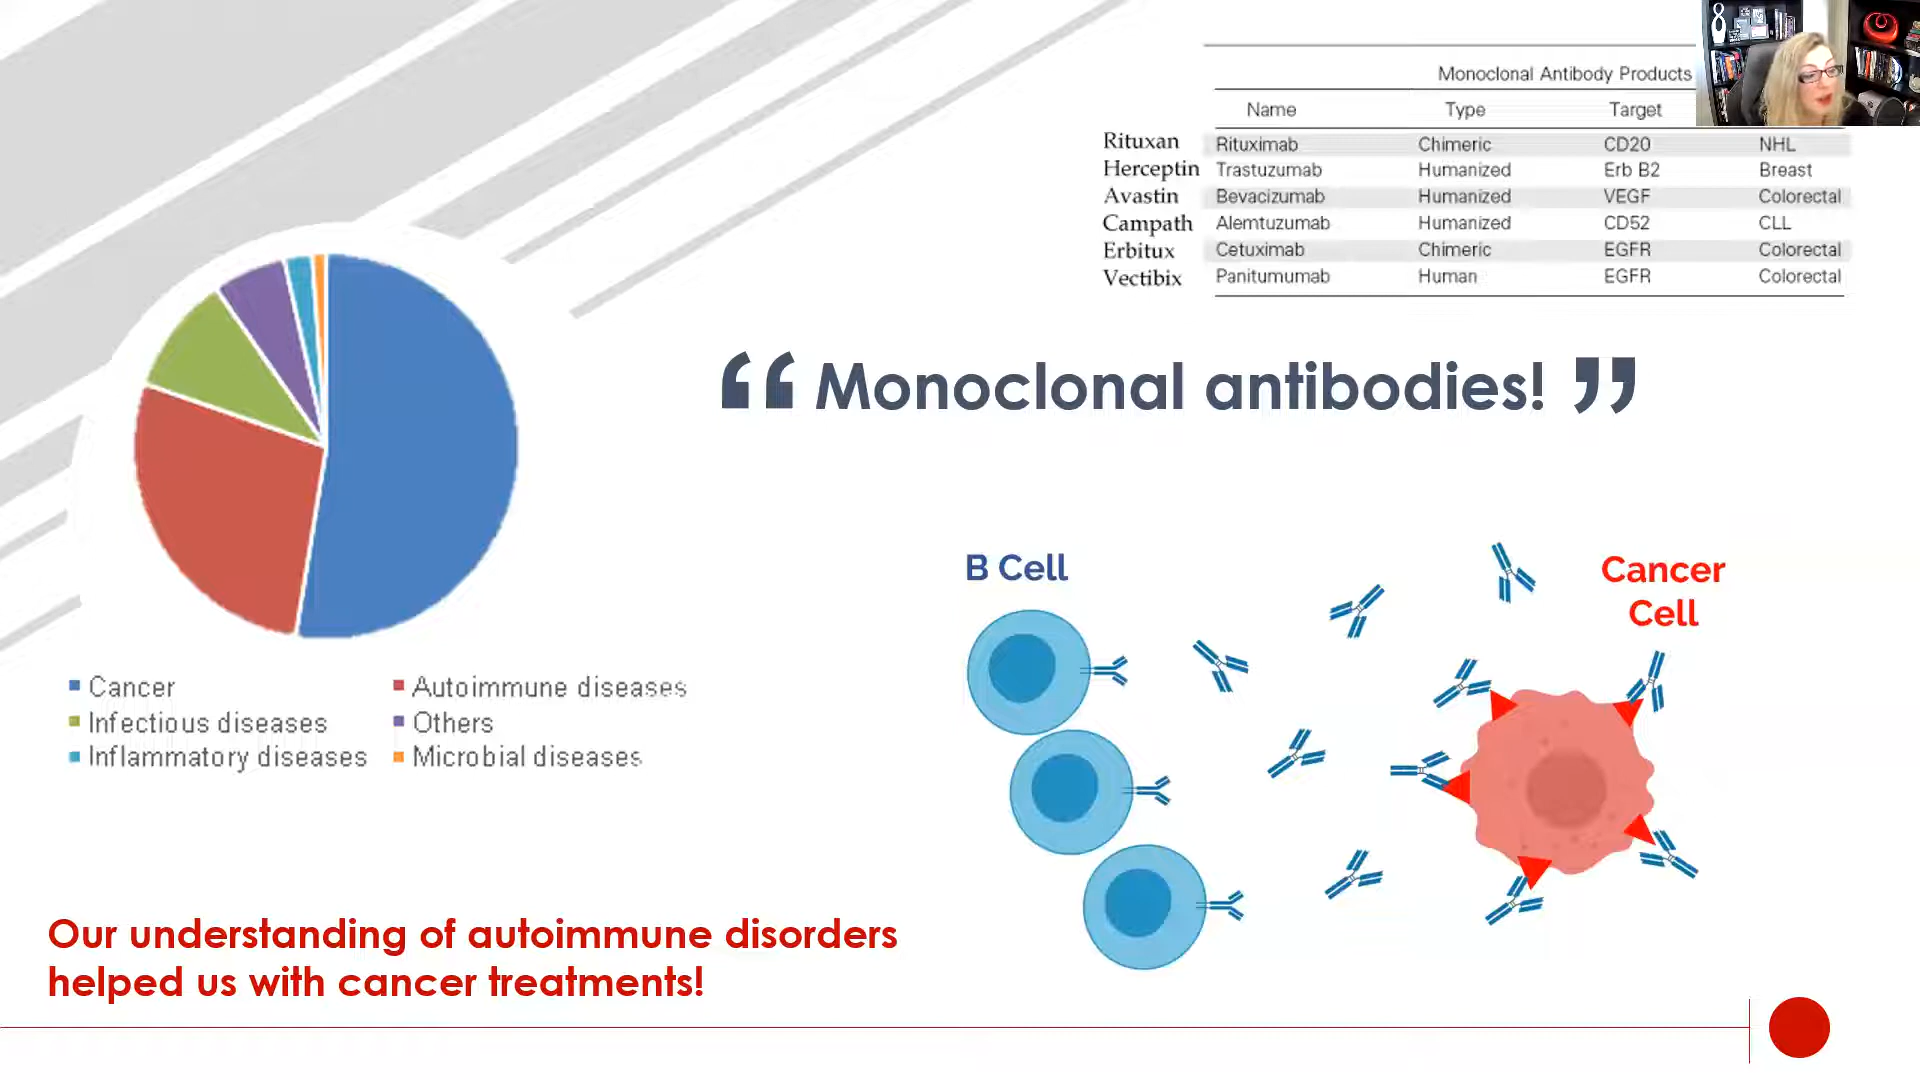 Monoclonal Antibody Products
Name Type Target
Rituxan Rituximab Chimeric CD20 NHL
Herceptin Trastuzumab Humanized Erb B2 Breast
Avastin Bevacizumab Humanized VEGF Colorectal
Campath Alemtuzumab Humanized CD52 CLL
Erbitux Cetuximab Chimeric EGFR Colorectal
Vectibix Panitumumab Human EGFR Colorectal
“ Monoclonal antibodies! ”
B Cell
Cancer
Cell
Cancer Autoimmune diseases
Infectious diseases Others
Inflammatory diseases Microbial diseases
Our understanding of autoimmune disorders
helped us with cancer treatments!